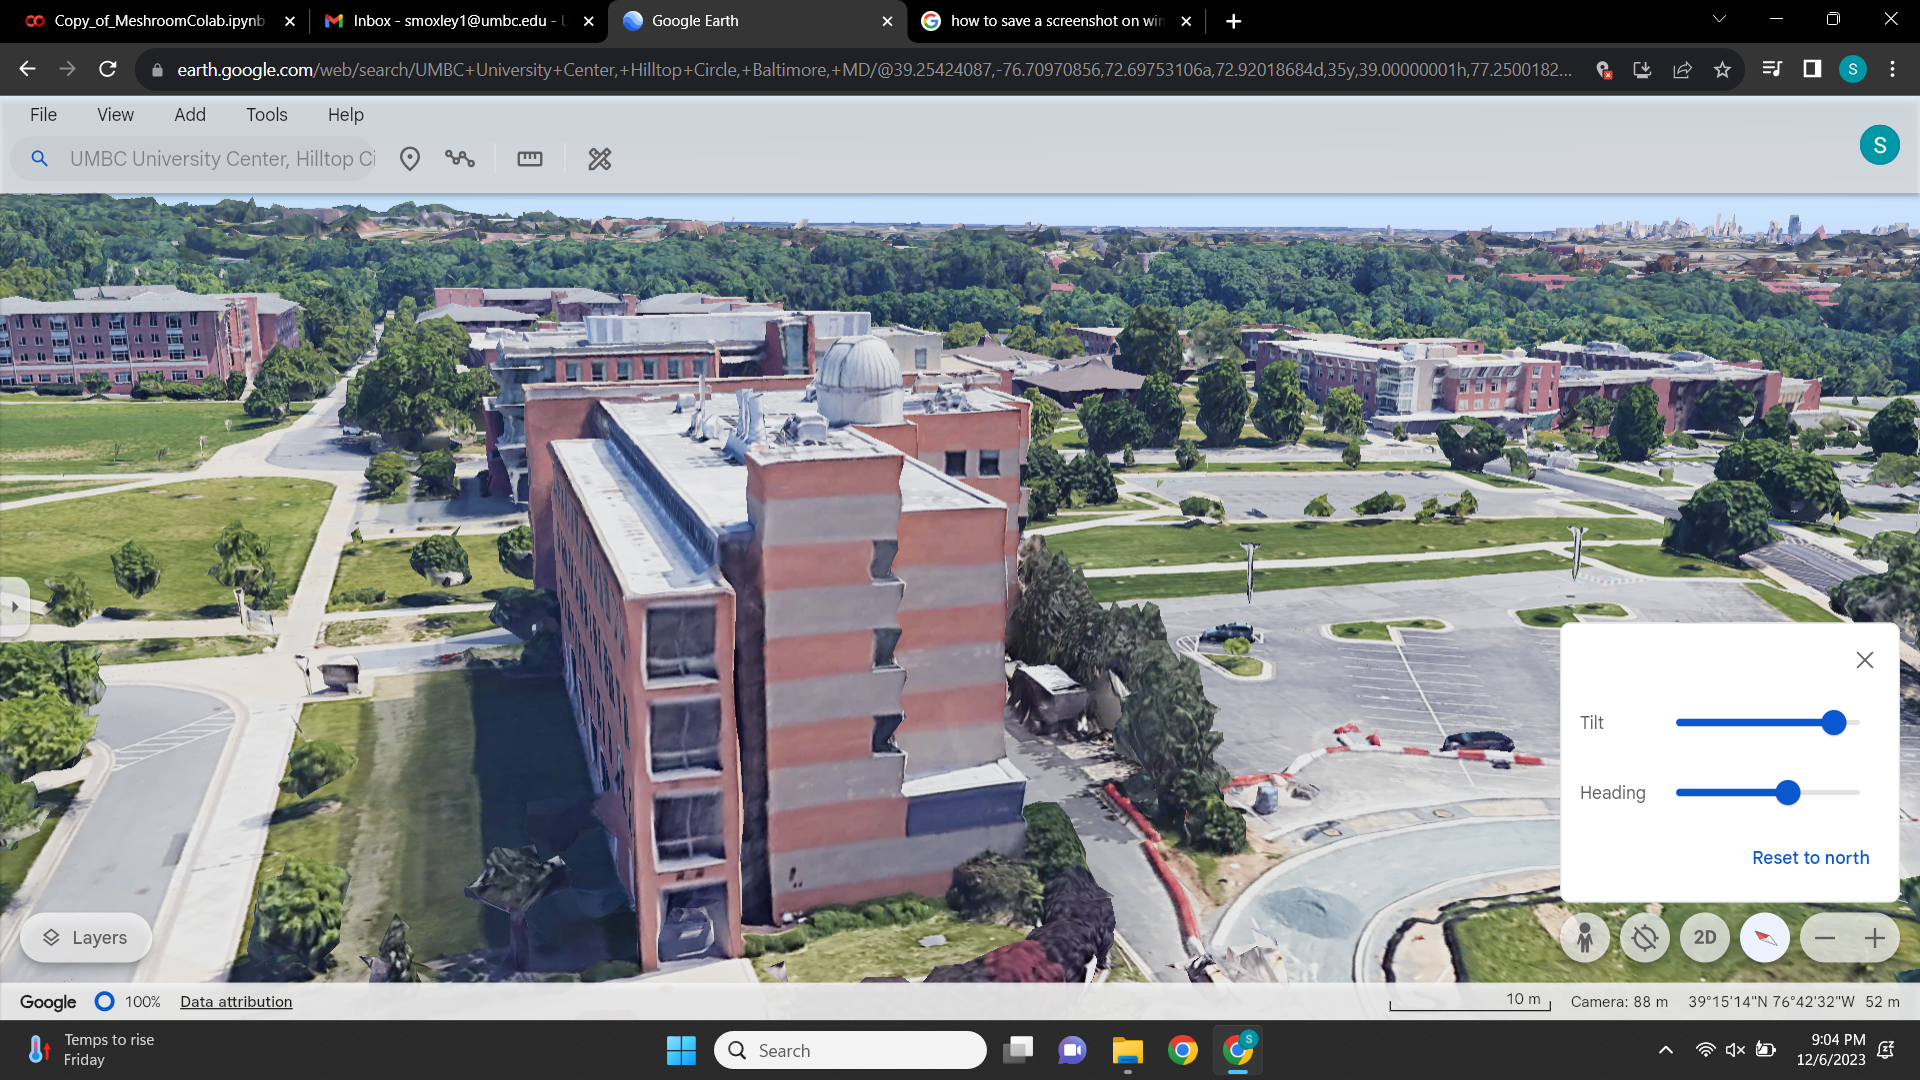 Copy_of_MeshroomColab.ipynb
Inbox - smoxley1@umbc.edu - U
Google Earth
how to save a screenshot on win
earth.google.com/web/search/UMBC+University+Center,+Hilltop+Circle,+Baltimore,+MD/@39.25424087,-76.70970856,72.69753106a,72.92018684d,35y,39.00000001h,77.2500182...
S
File View Add Tools Help
UMBC University Center, Hilltop Ci
S
Tilt
Heading
Reset to north
Layers
2D
Google 100% Data attribution
10 m Camera: 88 m 39°15'14"N 76°42'32"W 52 m
Temps to rise
Friday
Search
S
9:04 PM
12/6/2023